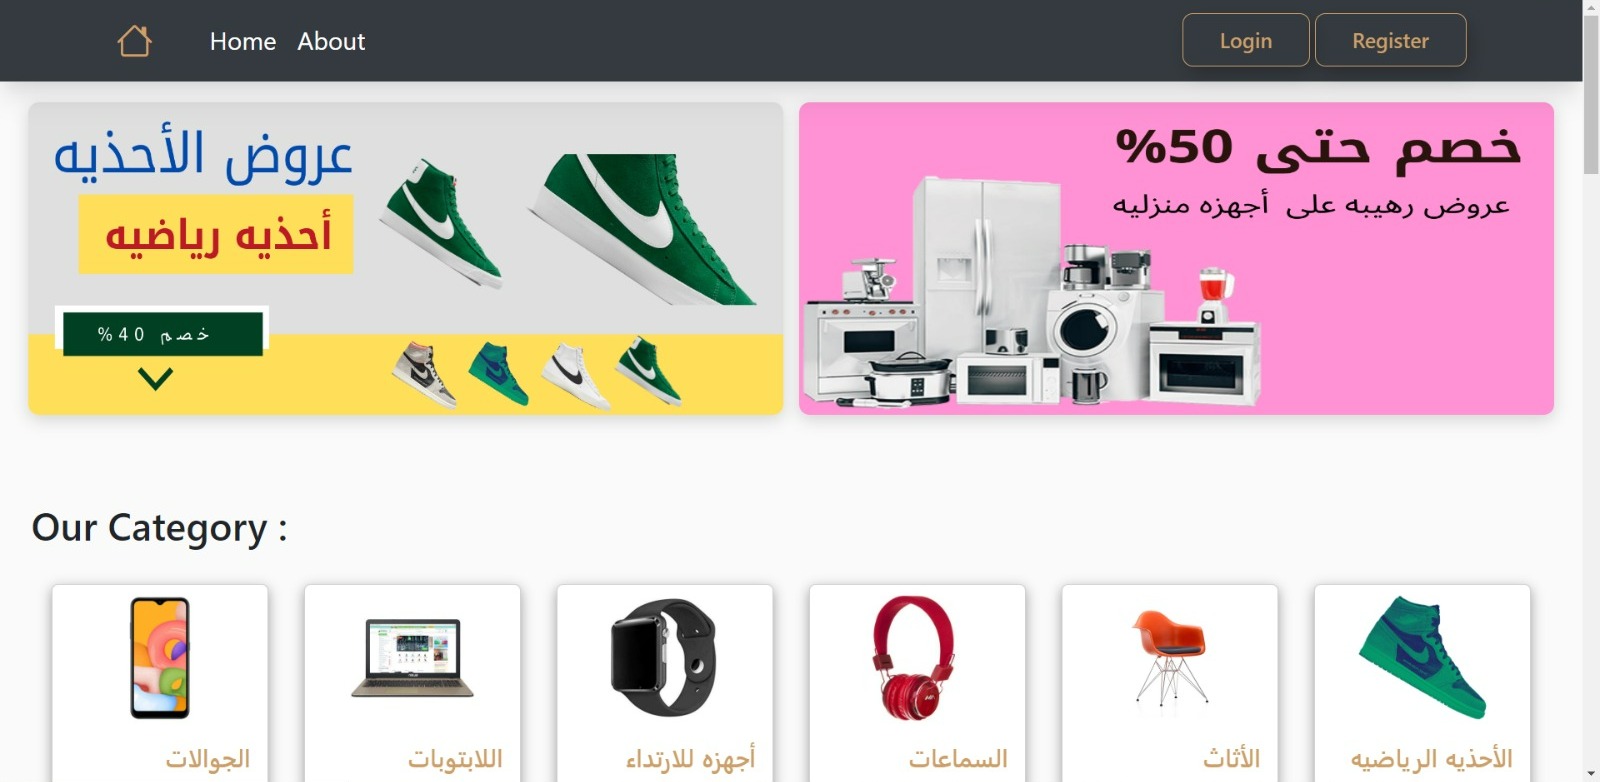 Home
About
Login
Register
عروض الأحذيه
أحذيه رياضيه
خصم 40%
خصم حتى 50%
عروض رهيبه على أجهزه منزليه
Our Category :
الجوالات
اللابتوبات
أجهزه للارتداء
السماعات
الأثاث
الأحذيه الرياضيه